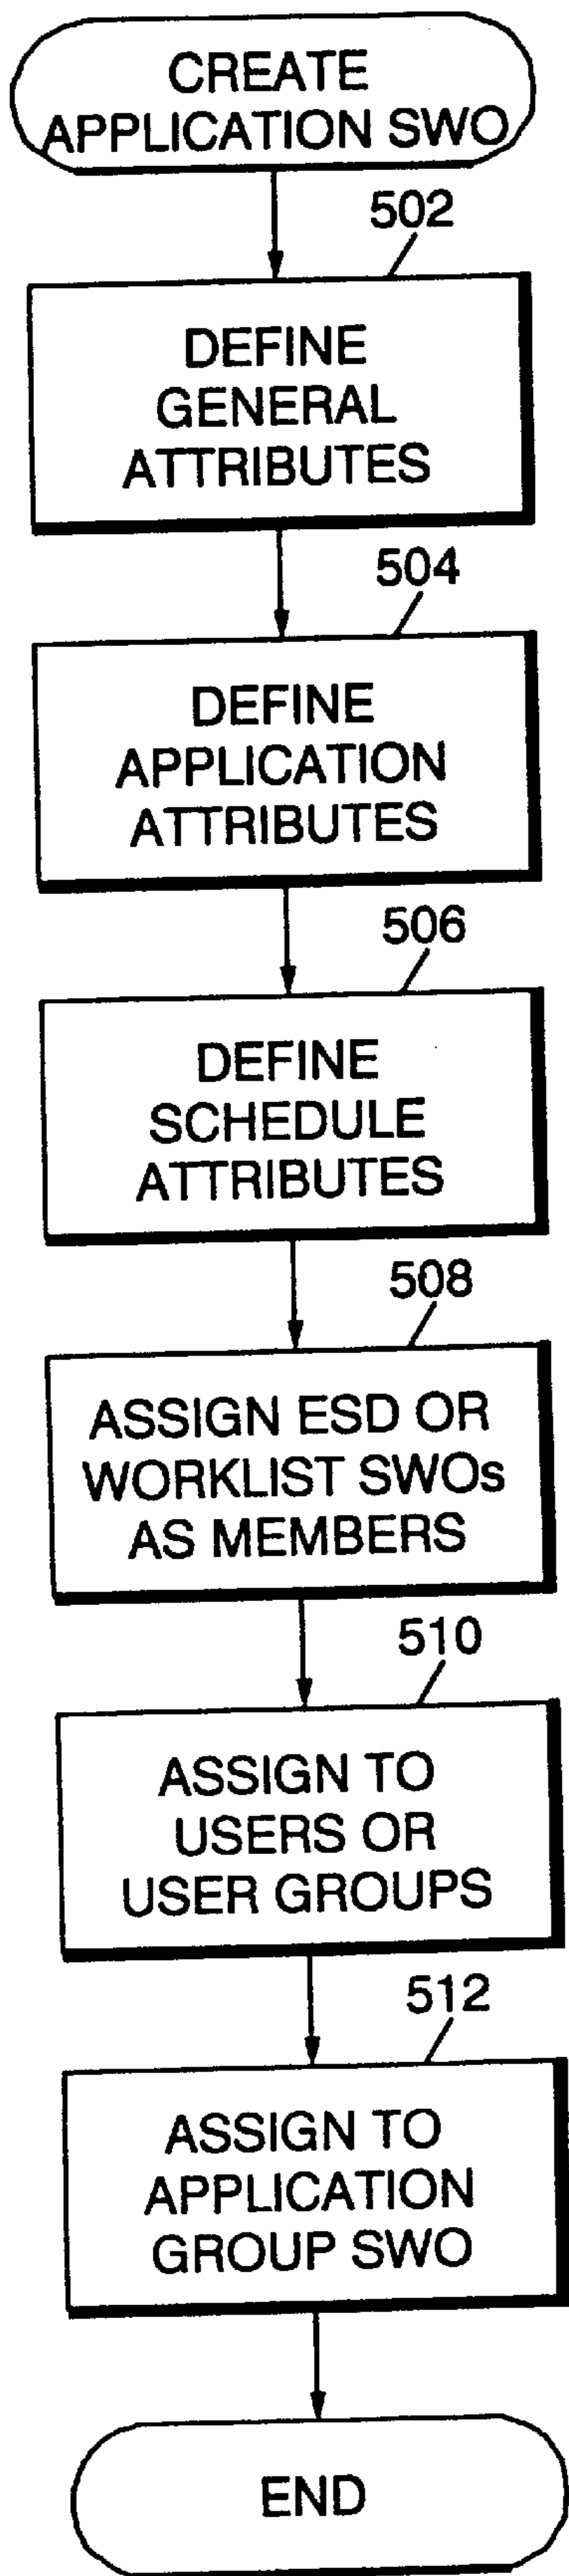 CREATE
APPLICATION SWO
502
DEFINE
GENERAL
ATTRIBUTES
504
DEFINE
APPLICATION
ATTRIBUTES
506
DEFINE
SCHEDULE
ATTRIBUTES
508
ASSIGN ESD OR
WORKLIST SWOs
AS MEMBERS
510
ASSIGN TO
USERS OR
USER GROUPS
512
ASSIGN TO
APPLICATION
GROUP SWO
END